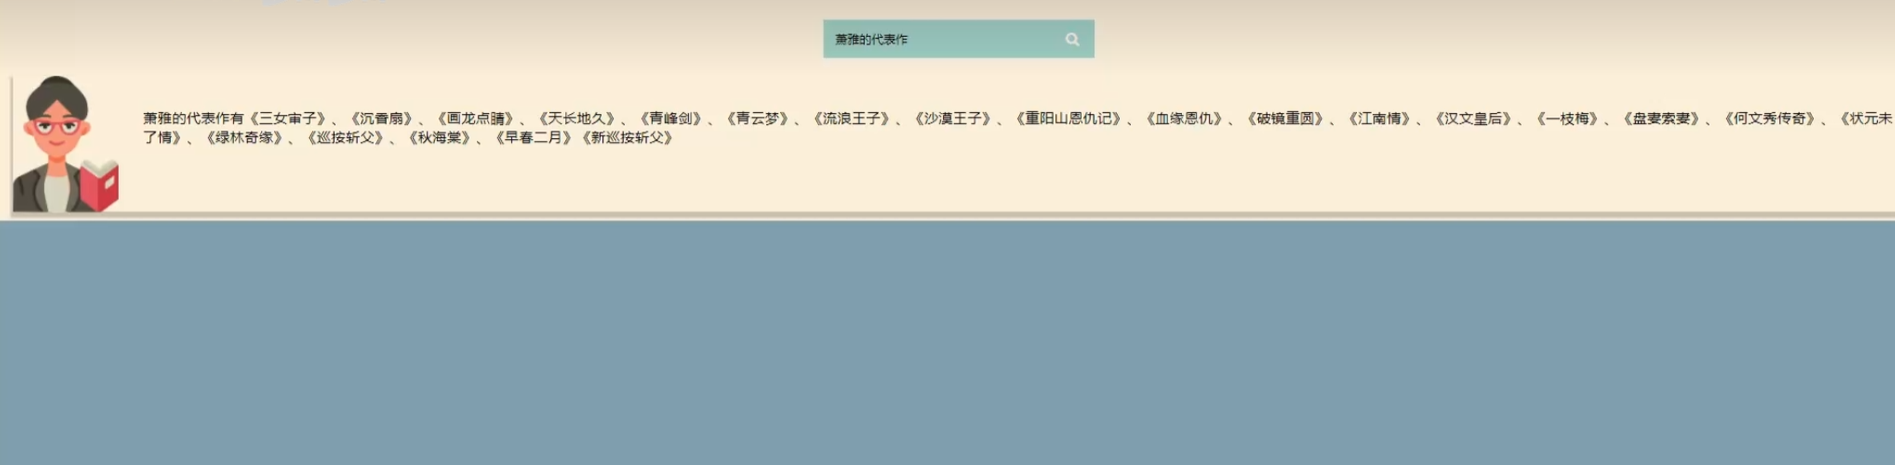 萧雅的代表作
萧雅的代表作有《三女审子》、《沉香扇》、《画龙点睛》、《天长地久》、《青峰剑》、《青云梦》、《流浪王子》、《沙漠王子》、《重阳山恩仇记》、《血缘恩仇》、《破镜重圆》、《江南情》、《汉文皇后》、《一枝梅》、《盘妻索妻》、《何文秀传奇》、《状元未
了情》、《绿林奇缘》、《巡按斩父》、《秋海棠》、《早春二月》《新巡按斩父》